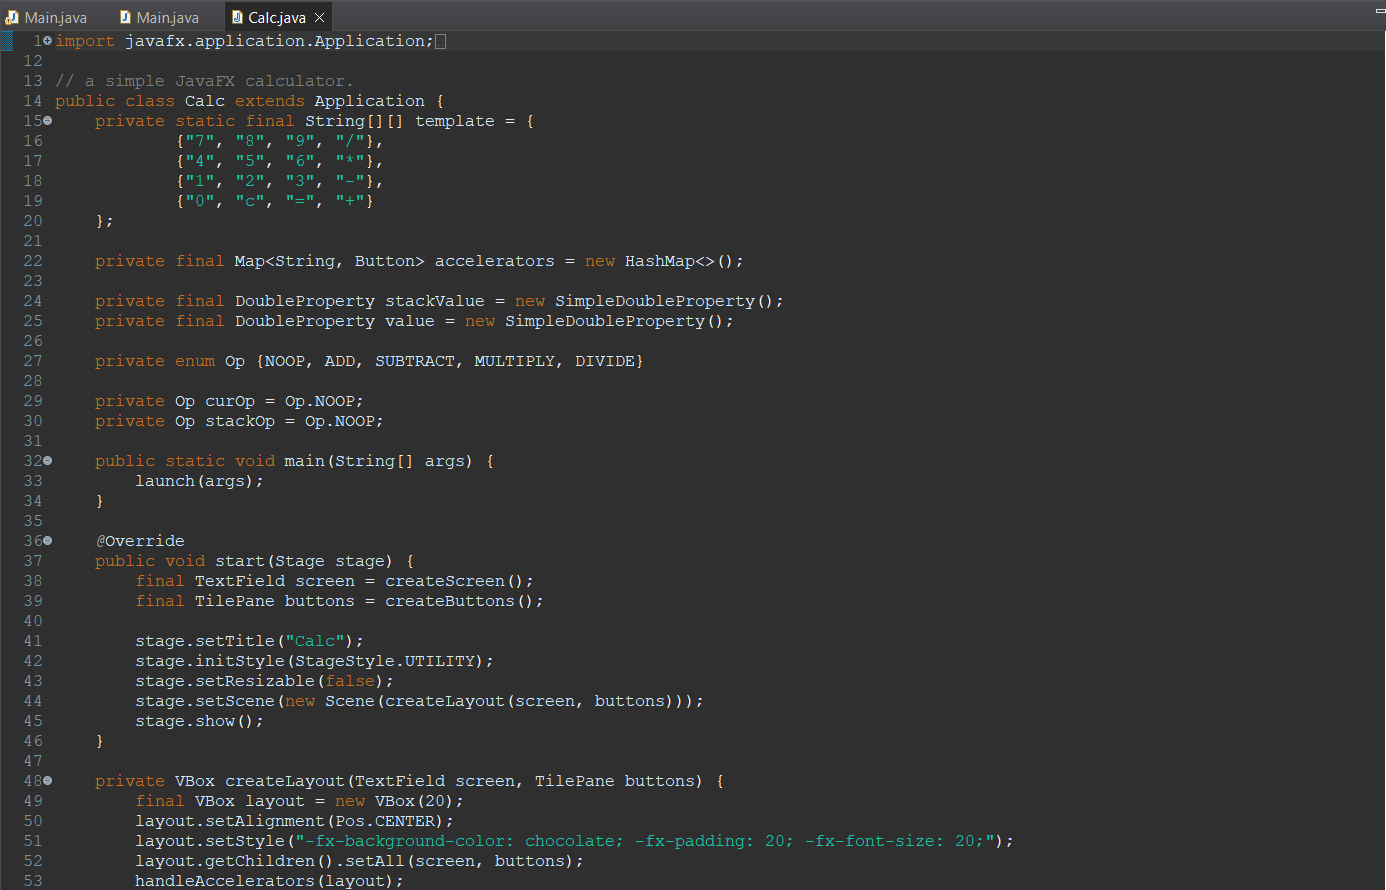 Main.java Main.java Calc.java
1 import javafx.application.Application;
12
13 // a simple JavaFX calculator.
14 public class Calc extends Application {
15     private static final String[][] template = {
16             {"7", "8", "9", "/"},
17             {"4", "5", "6", "*"},
18             {"1", "2", "3", "-"},
19             {"0", "c", "=", "+"}
20     };
21
22     private final Map<String, Button> accelerators = new HashMap<>();
23
24     private final DoubleProperty stackValue = new SimpleDoubleProperty();
25     private final DoubleProperty value = new SimpleDoubleProperty();
26
27     private enum Op {NOOP, ADD, SUBTRACT, MULTIPLY, DIVIDE}
28
29     private Op curOp = Op.NOOP;
30     private Op stackOp = Op.NOOP;
31
32     public static void main(String[] args) {
33         launch(args);
34     }
35
36     @Override
37     public void start(Stage stage) {
38         final TextField screen = createScreen();
39         final TilePane buttons = createButtons();
40
41         stage.setTitle("Calc");
42         stage.initStyle(StageStyle.UTILITY);
43         stage.setResizable(false);
44         stage.setScene(new Scene(createLayout(screen, buttons)));
45         stage.show();
46     }
47
48     private VBox createLayout(TextField screen, TilePane buttons) {
49         final VBox layout = new VBox(20);
50         layout.setAlignment(Pos.CENTER);
51         layout.setStyle("-fx-background-color: chocolate; -fx-padding: 20; -fx-font-size: 20;");
52         layout.getChildren().setAll(screen, buttons);
53         handleAccelerators(layout);